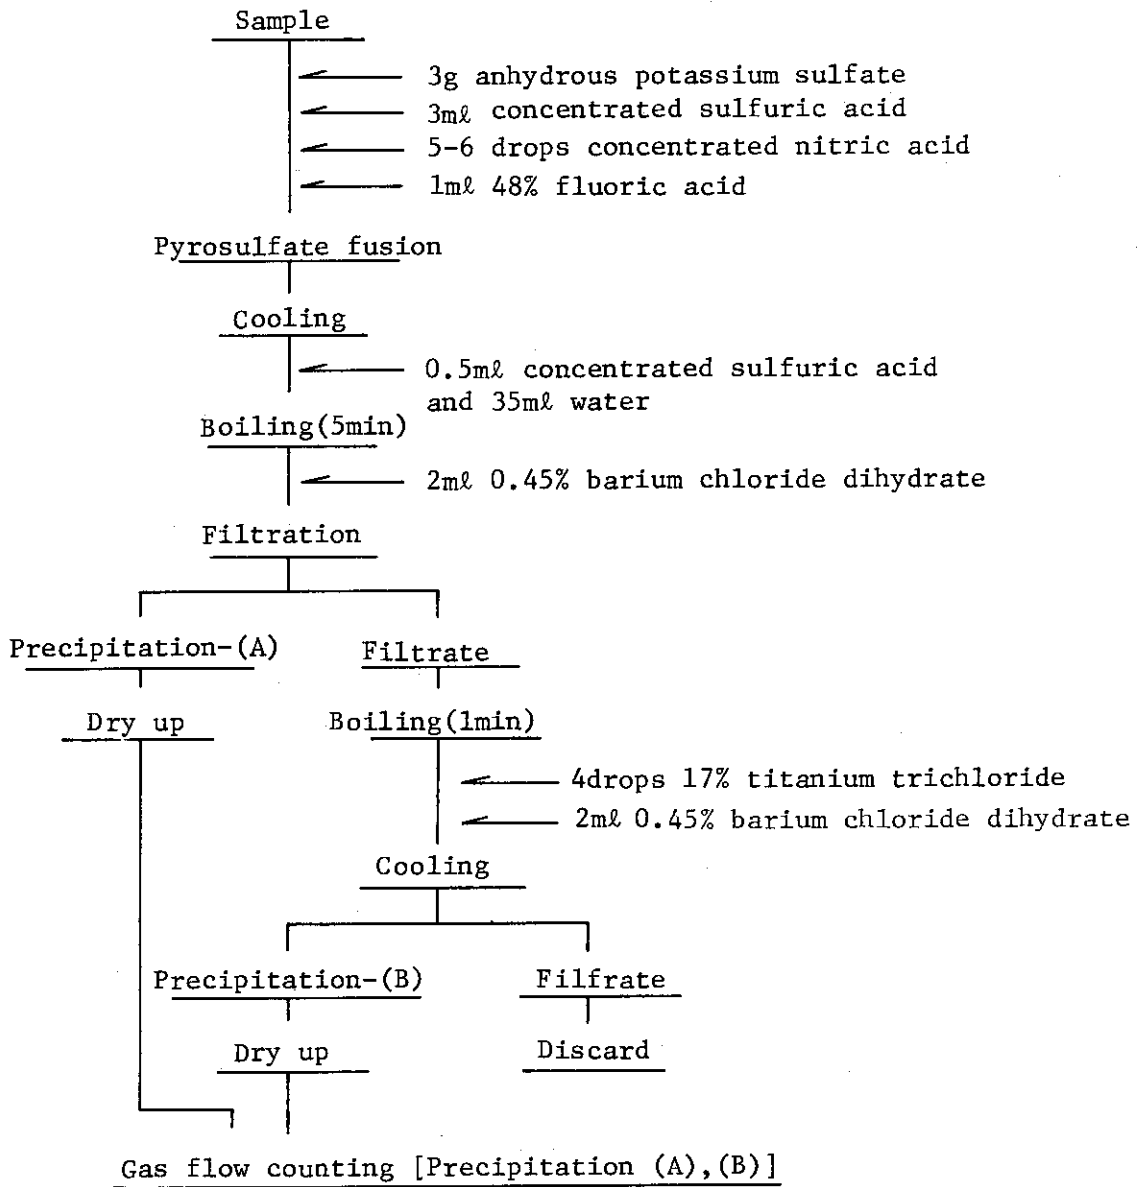 Sample
3g anhydrous potassium sulfate
3mℓ concentrated sulfuric acid
5-6 drops concentrated nitric acid
1mℓ 48% fluoric acid
Pyrosulfate fusion
Cooling
0.5mℓ concentrated sulfuric acid
and 35mℓ water
Boiling(5min)
2mℓ 0.45% barium chloride dihydrate
Filtration
Precipitation-(A)
Filtrate
Dry up
Boiling(1min)
4drops 17% titanium trichloride
2mℓ 0.45% barium chloride dihydrate
Cooling
Precipitation-(B)
Filfrate
Dry up
Discard
Gas flow counting [Precipitation (A),(B)]